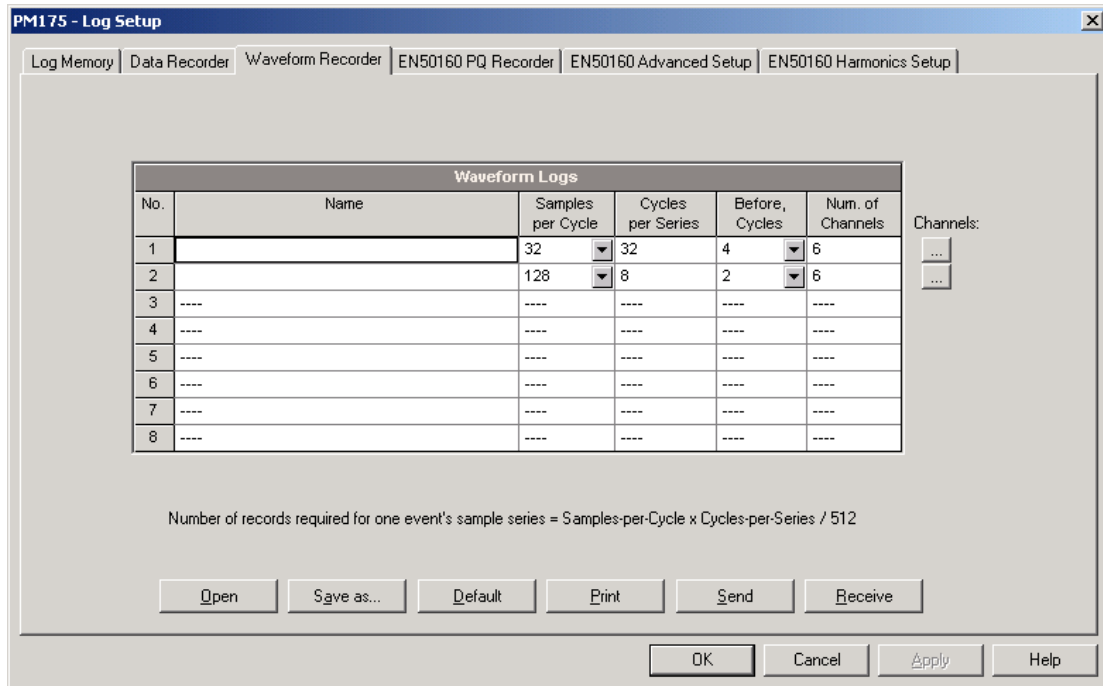 PM175 - Log Setup
Log Memory Data Recorder Waveform Recorder EN50160 PQ Recorder EN50160 Advanced Setup EN50160 Harmonics Setup
Waveform Logs
No. Name Samples per Cycle Cycles per Series Before, Cycles Num. of Channels Channels:
1 32 32 4 6 ...
2 128 8 2 6 ...
3 ---- ---- ---- ---- ----
4 ---- ---- ---- ---- ----
5 ---- ---- ---- ---- ----
6 ---- ---- ---- ---- ----
7 ---- ---- ---- ---- ----
8 ---- ---- ---- ---- ----
Number of records required for one event's sample series = Samples-per-Cycle x Cycles-per-Series / 512
Open Save as... Default Print Send Receive
OK Cancel Apply Help